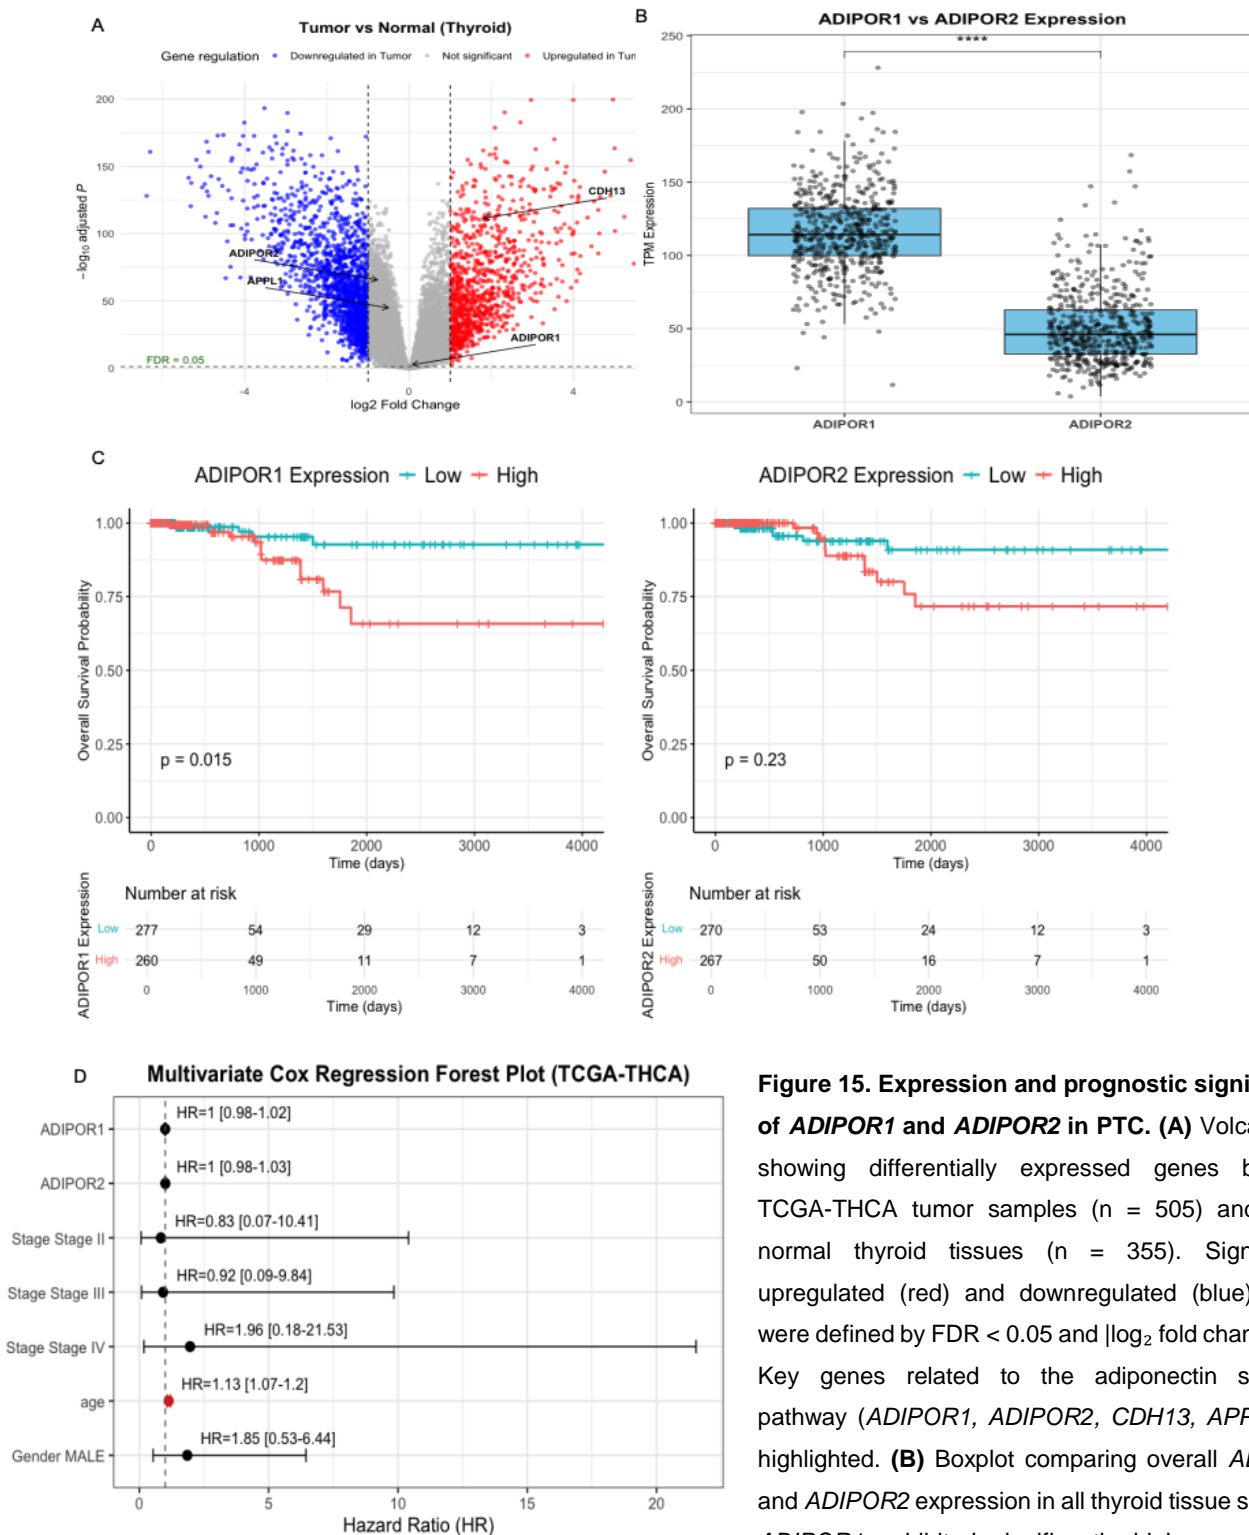 A
Tumor vs Normal (Thyroid)
Gene regulation Downregulated in Tumor Not significant Upregulated in Tun
200
150
100
50
0
−log₁₀ adjusted P
CDH13
ADIPOR2
APPL1
ADIPOR1
FDR = 0.05
-4 0 4
log2 Fold Change
B
ADIPOR1 vs ADIPOR2 Expression
****
250
200
150
100
50
0
TPM Expression
ADIPOR1 ADIPOR2
C
ADIPOR1 Expression Low High
1.00
0.75
0.50
0.25
0.00
Overall Survival Probability
p = 0.015
0 1000 2000 3000 4000
Time (days)
Number at risk
ADIPOR1 Expression
Low 277 54 29 12 3
High 260 49 11 7 1
0 1000 2000 3000 4000
Time (days)
ADIPOR2 Expression Low High
1.00
0.75
0.50
0.25
0.00
Overall Survival Probability
p = 0.23
0 1000 2000 3000 4000
Time (days)
Number at risk
ADIPOR2 Expression
Low 270 53 24 12 3
High 267 50 16 7 1
0 1000 2000 3000 4000
Time (days)
D
Multivariate Cox Regression Forest Plot (TCGA-THCA)
ADIPOR1 HR=1 [0.98-1.02]
ADIPOR2 HR=1 [0.98-1.03]
Stage Stage II HR=0.83 [0.07-10.41]
Stage Stage III HR=0.92 [0.09-9.84]
Stage Stage IV HR=1.96 [0.18-21.53]
age HR=1.13 [1.07-1.2]
Gender MALE HR=1.85 [0.53-6.44]
0 5 10 15 20
Hazard Ratio (HR)
Figure 15. Expression and prognostic signi
of ADIPOR1 and ADIPOR2 in PTC. (A) Volca
showing differentially expressed genes b
TCGA-THCA tumor samples (n = 505) and
normal thyroid tissues (n = 355). Sign
upregulated (red) and downregulated (blue)
were defined by FDR < 0.05 and |log₂ fold chan
Key genes related to the adiponectin s
pathway (ADIPOR1, ADIPOR2, CDH13, APP
highlighted. (B) Boxplot comparing overall AD
and ADIPOR2 expression in all thyroid tissue s